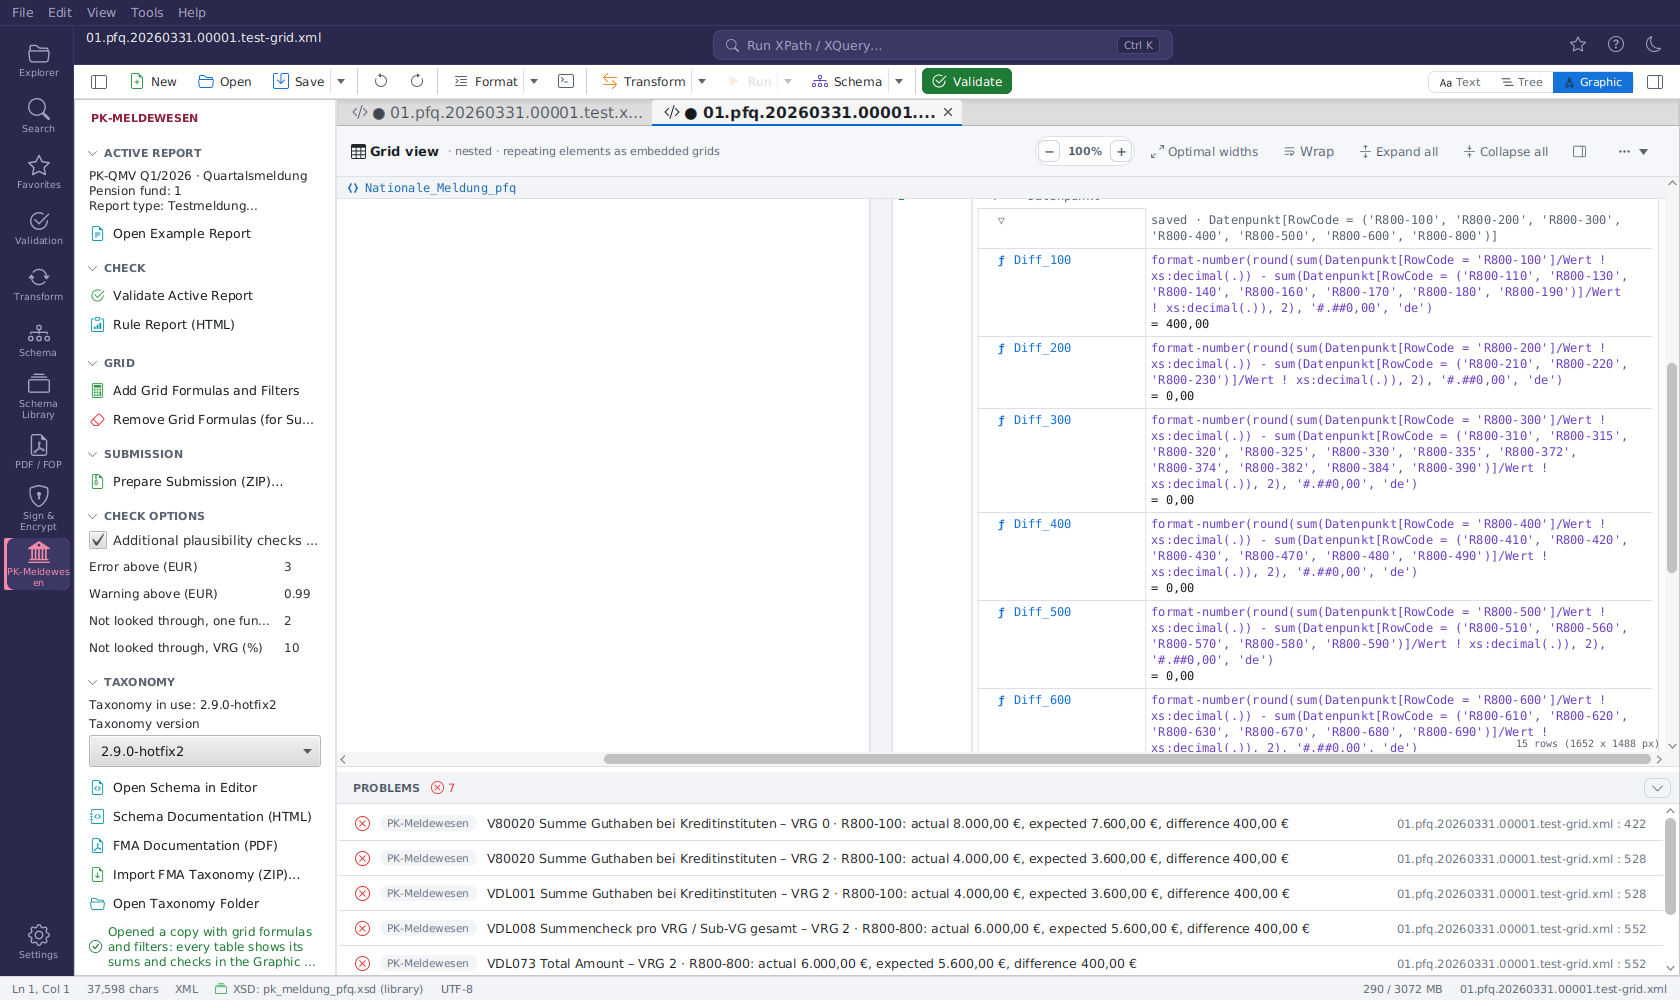 File Edit View Tools Help
01.pfq.20260331.00001.test-grid.xml
Run XPath / XQuery... Ctrl K
New Open Save Format Transform Run Schema Validate Aa Text Tree Graphic
Explorer
Search
Favorites
Validation
Transform
Schema
Schema
Library
PDF / FOP
Sign &
Encrypt
PK-Meldewes
en
Settings
PK-MELDEWESEN
ACTIVE REPORT
PK-QMV Q1/2026 · Quartalsmeldung
Pension fund: 1
Report type: Testmeldung...
Open Example Report
CHECK
Validate Active Report
Rule Report (HTML)
GRID
Add Grid Formulas and Filters
Remove Grid Formulas (for Su...
SUBMISSION
Prepare Submission (ZIP)...
CHECK OPTIONS
Additional plausibility checks ...
Error above (EUR) 3
Warning above (EUR) 0.99
Not looked through, one fun... 2
Not looked through, VRG (%) 10
TAXONOMY
Taxonomy in use: 2.9.0-hotfix2
Taxonomy version
2.9.0-hotfix2
Open Schema in Editor
Schema Documentation (HTML)
FMA Documentation (PDF)
Import FMA Taxonomy (ZIP)...
Open Taxonomy Folder
Opened a copy with grid formulas
and filters: every table shows its
sums and checks in the Graphic ...
01.pfq.20260331.00001.test.x... 01.pfq.20260331.00001....
Grid view · nested · repeating elements as embedded grids
100% Optimal widths Wrap Expand all Collapse all
Nationale_Meldung_pfq
saved · Datenpunkt[RowCode = ('R800-100', 'R800-200', 'R800-300',
'R800-400', 'R800-500', 'R800-600', 'R800-800')]
Diff_100
format-number(round(sum(Datenpunkt[RowCode = 'R800-100']/Wert !
xs:decimal(.)) - sum(Datenpunkt[RowCode = ('R800-110', 'R800-130',
'R800-140', 'R800-160', 'R800-170', 'R800-180', 'R800-190')]/Wert
! xs:decimal(.)), 2), '#.##0,00', 'de')
= 400,00
Diff_200
format-number(round(sum(Datenpunkt[RowCode = 'R800-200']/Wert !
xs:decimal(.)) - sum(Datenpunkt[RowCode = ('R800-210', 'R800-220',
'R800-230')]/Wert ! xs:decimal(.)), 2), '#.##0,00', 'de')
= 0,00
Diff_300
format-number(round(sum(Datenpunkt[RowCode = 'R800-300']/Wert !
xs:decimal(.)) - sum(Datenpunkt[RowCode = ('R800-310', 'R800-315',
'R800-320', 'R800-325', 'R800-330', 'R800-335', 'R800-372',
'R800-374', 'R800-382', 'R800-384', 'R800-390')]/Wert !
xs:decimal(.)), 2), '#.##0,00', 'de')
= 0,00
Diff_400
format-number(round(sum(Datenpunkt[RowCode = 'R800-400']/Wert !
xs:decimal(.)) - sum(Datenpunkt[RowCode = ('R800-410', 'R800-420',
'R800-430', 'R800-470', 'R800-480', 'R800-490')]/Wert !
xs:decimal(.)), 2), '#.##0,00', 'de')
= 0,00
Diff_500
format-number(round(sum(Datenpunkt[RowCode = 'R800-500']/Wert !
xs:decimal(.)) - sum(Datenpunkt[RowCode = ('R800-510', 'R800-560',
'R800-570', 'R800-580', 'R800-590')]/Wert ! xs:decimal(.)), 2),
'#.##0,00', 'de')
= 0,00
Diff_600
format-number(round(sum(Datenpunkt[RowCode = 'R800-600']/Wert !
xs:decimal(.)) - sum(Datenpunkt[RowCode = ('R800-610', 'R800-620',
'R800-630', 'R800-670', 'R800-680', 'R800-690')]/Wert !
xs:decimal(.)), 2), '#.##0,00', 'de')
15 rows (1652 x 1488 px)
PROBLEMS 7
PK-Meldewesen V80020 Summe Guthaben bei Kreditinstituten – VRG 0 · R800-100: actual 8.000,00 €, expected 7.600,00 €, difference 400,00 € 01.pfq.20260331.00001.test-grid.xml : 422
PK-Meldewesen V80020 Summe Guthaben bei Kreditinstituten – VRG 2 · R800-100: actual 4.000,00 €, expected 3.600,00 €, difference 400,00 € 01.pfq.20260331.00001.test-grid.xml : 528
PK-Meldewesen VDL001 Summe Guthaben bei Kreditinstituten – VRG 2 · R800-100: actual 4.000,00 €, expected 3.600,00 €, difference 400,00 € 01.pfq.20260331.00001.test-grid.xml : 528
PK-Meldewesen VDL008 Summencheck pro VRG / Sub-VG gesamt – VRG 2 · R800-800: actual 6.000,00 €, expected 5.600,00 €, difference 400,00 € 01.pfq.20260331.00001.test-grid.xml : 552
PK-Meldewesen VDL073 Total Amount – VRG 2 · R800-800: actual 6.000,00 €, expected 5.600,00 €, difference 400,00 € 01.pfq.20260331.00001.test-grid.xml : 552
Ln 1, Col 1 37,598 chars XML XSD: pk_meldung_pfq.xsd (library) UTF-8 290 / 3072 MB 01.pfq.20260331.00001.test-grid.xml